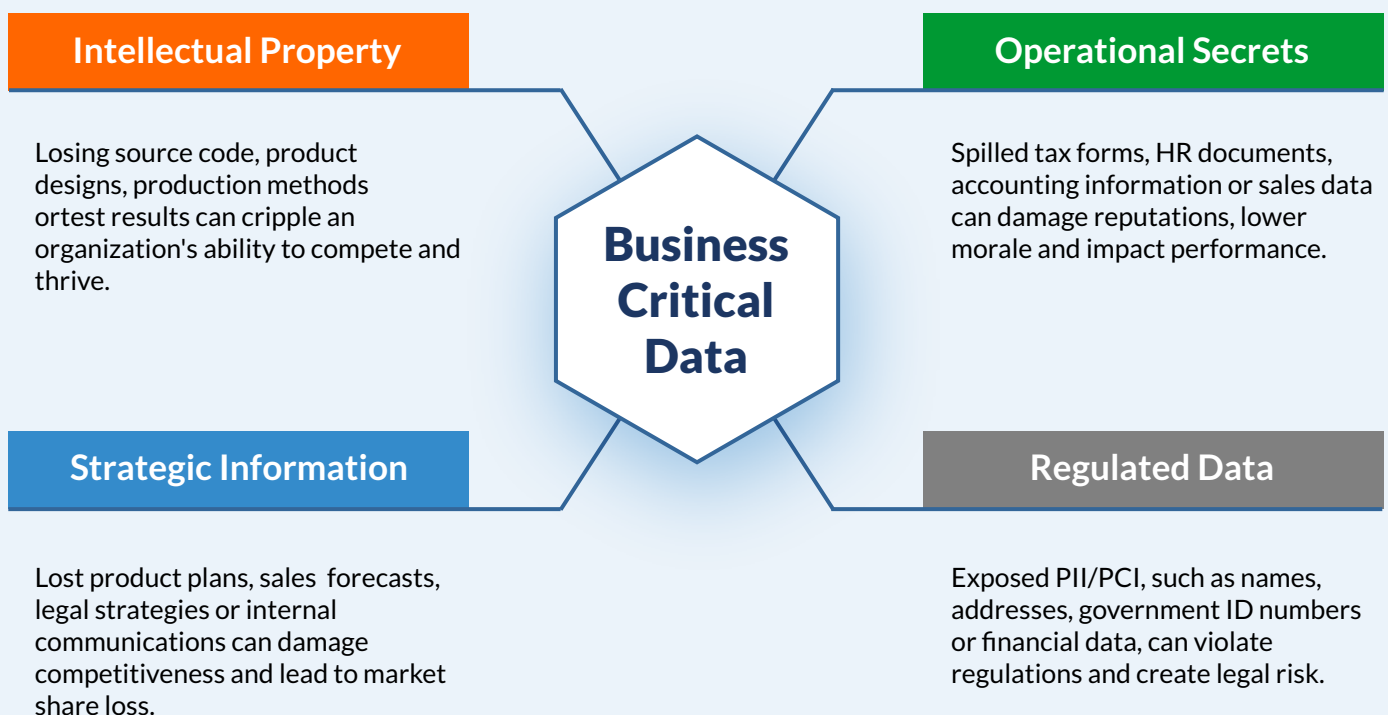 Intellectual Property
Losing source code, product
designs, production methods
ortest results can cripple an
organization's ability to compete and
thrive.
Operational Secrets
Spilled tax forms, HR documents,
accounting information or sales data
can damage reputations, lower
morale and impact performance.
Business
Critical
Data
Strategic Information
Lost product plans, sales  forecasts,
legal strategies or internal
communications can damage
competitiveness and lead to market
share loss.
Regulated Data
Exposed PII/PCI, such as names,
addresses, government ID numbers
or financial data, can violate
regulations and create legal risk.